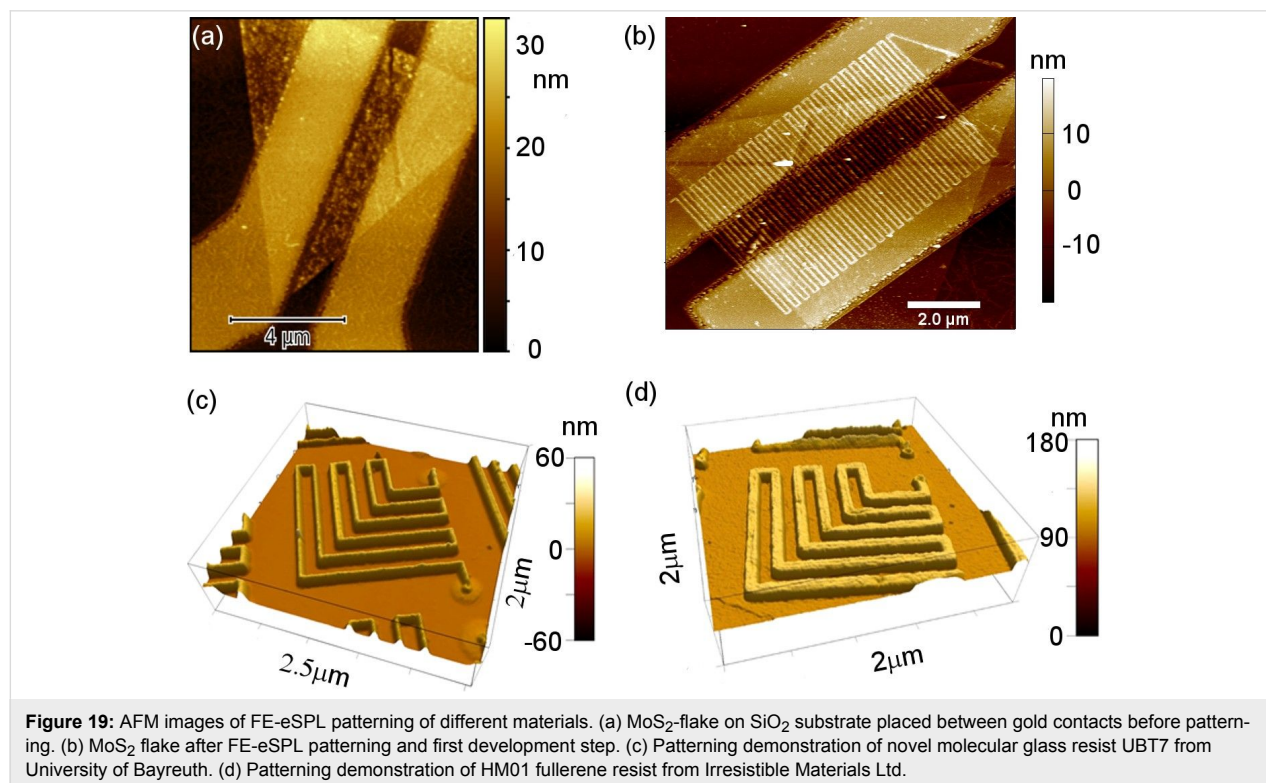 (a)
30
nm
20
10
0
4 µm
(b)
nm
10
0
-10
2.0 µm
(c)
nm
60
0
-60
2µm
2.5µm
(d)
nm
180
90
0
2µm
2µm
Figure 19: AFM images of FE-eSPL patterning of different materials. (a) MoS₂-flake on SiO₂ substrate placed between gold contacts before pattern-
ing. (b) MoS₂ flake after FE-eSPL patterning and first development step. (c) Patterning demonstration of novel molecular glass resist UBT7 from
University of Bayreuth. (d) Patterning demonstration of HM01 fullerene resist from Irresistible Materials Ltd.